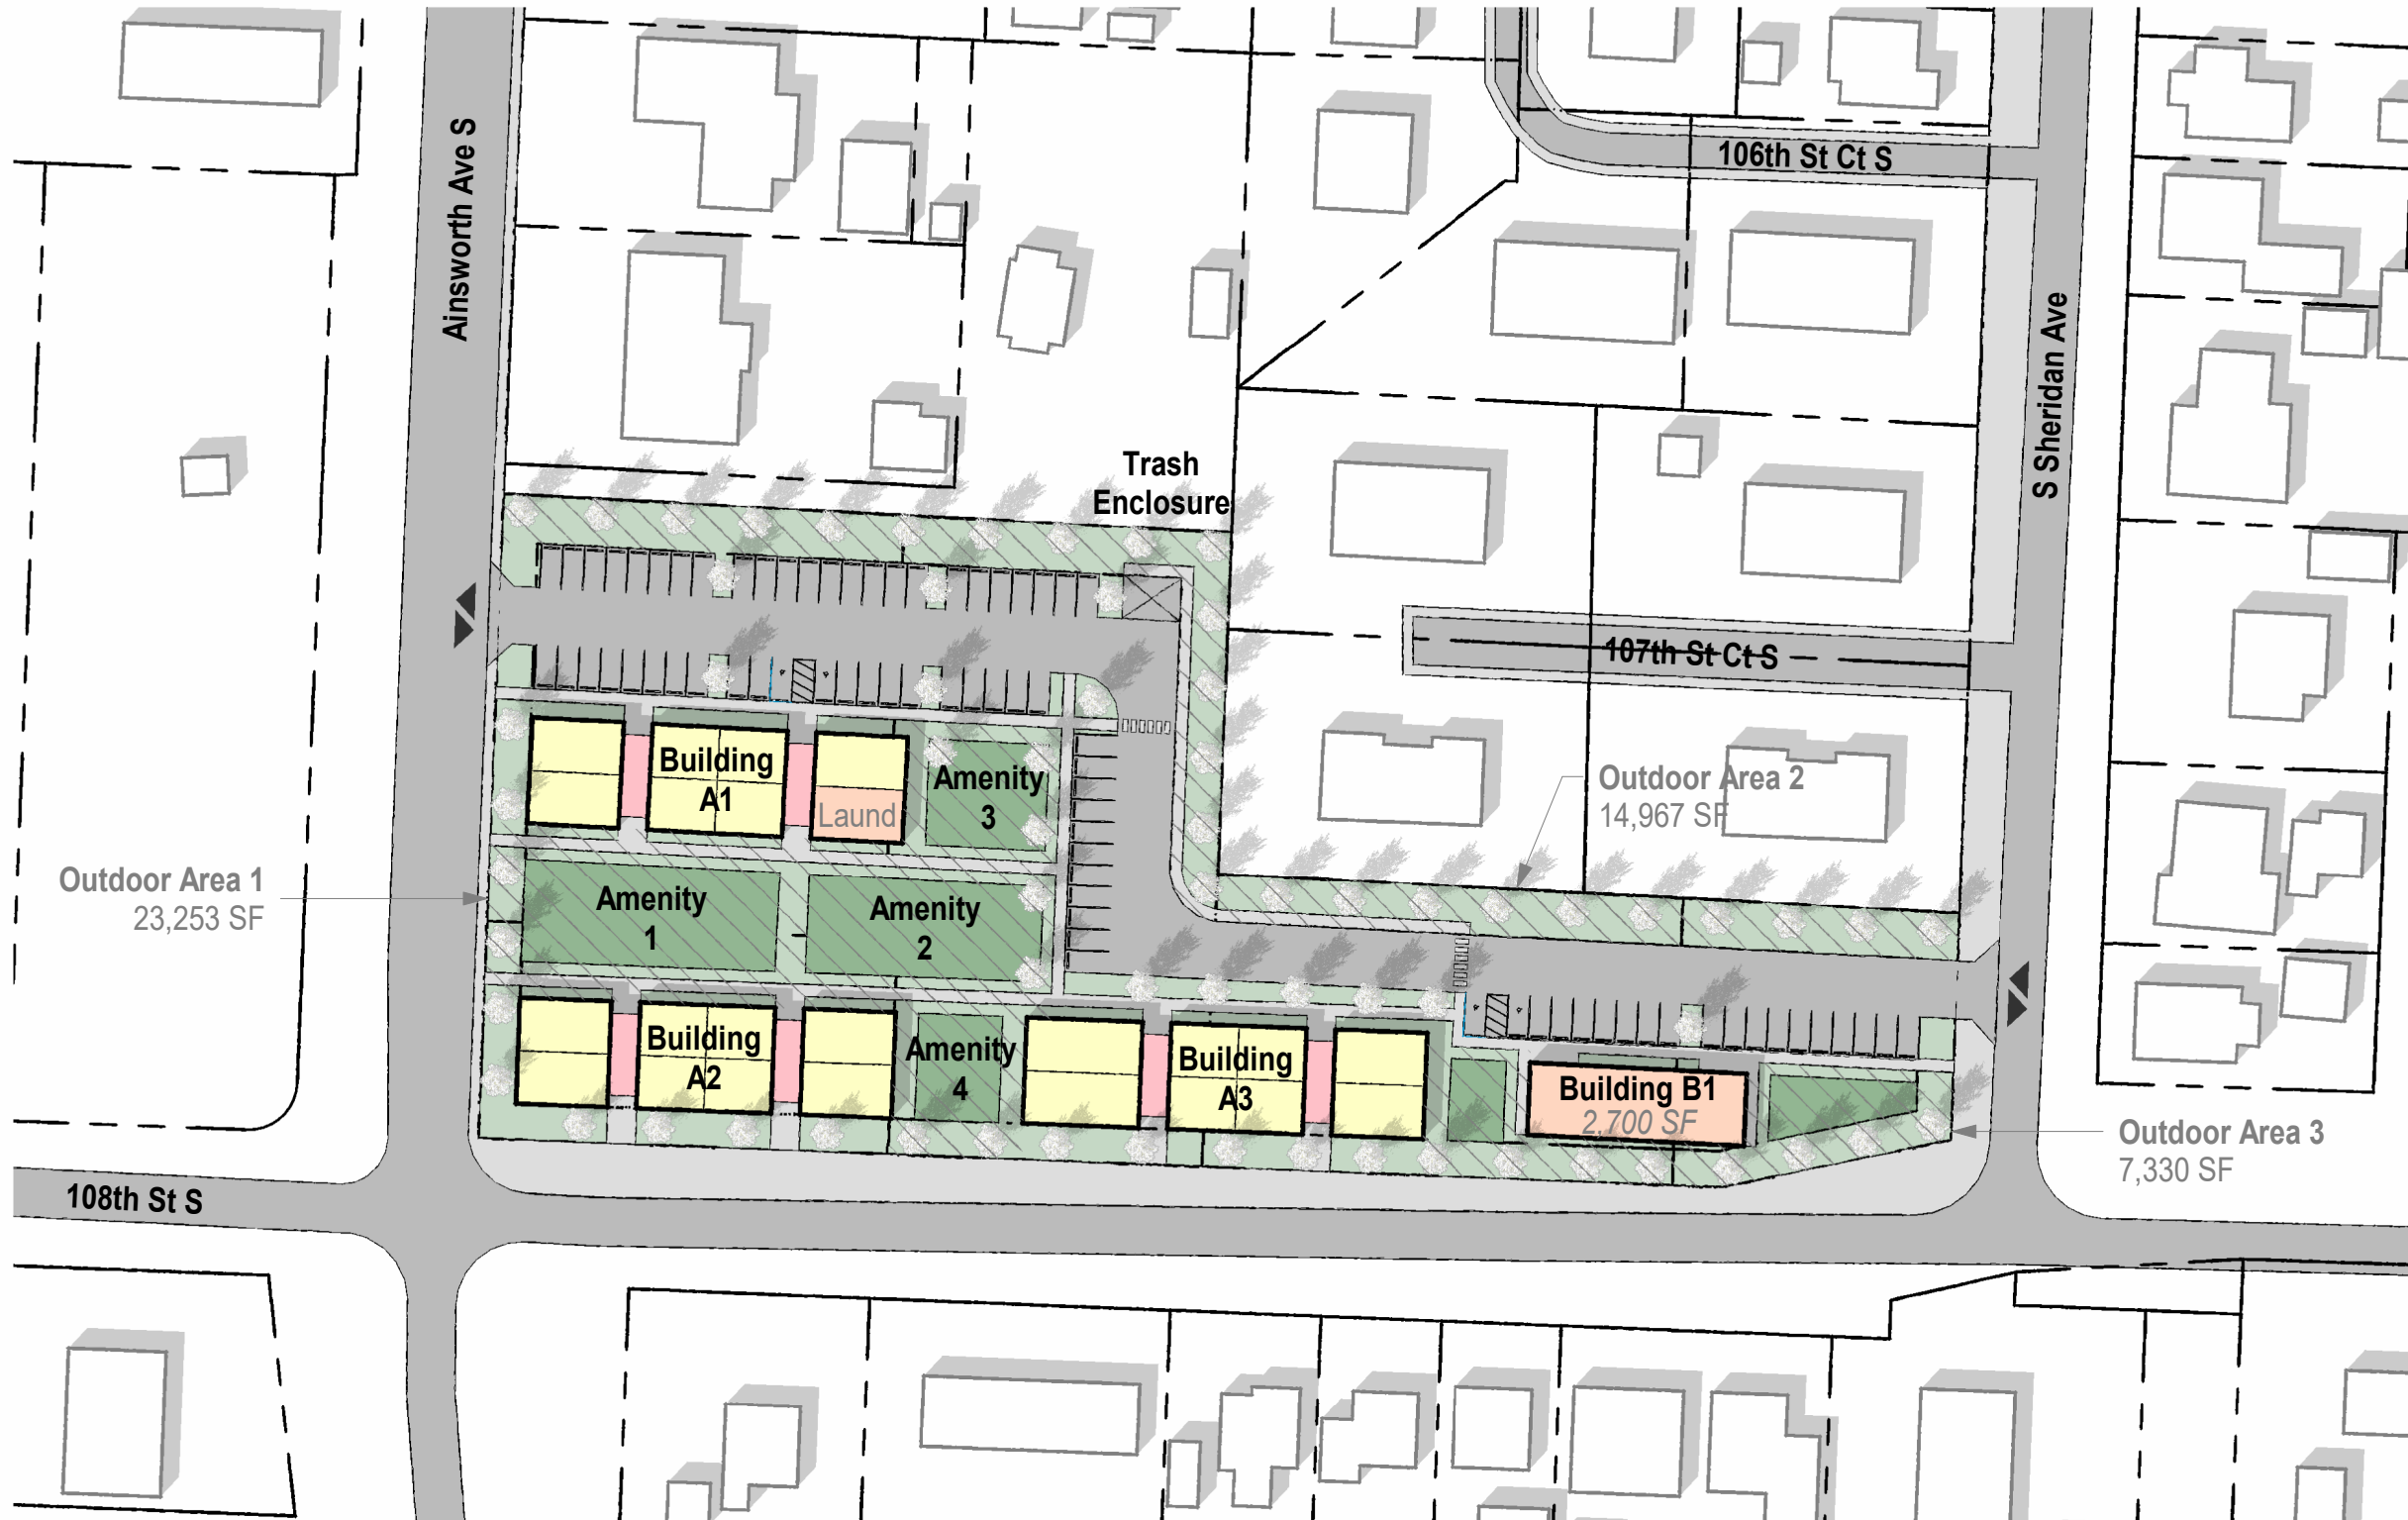 Ainsworth Ave S
106th St Ct S
S Sheridan Ave
Trash
Enclosure
107th St Ct S
Building
A1
Laund
Amenity
3
Outdoor Area 2
14,967 SF
Outdoor Area 1
23,253 SF
Amenity
1
Amenity
2
Building
A2
Amenity
4
Building
A3
Building B1
2.700 SF
Outdoor Area 3
7,330 SF
108th St S